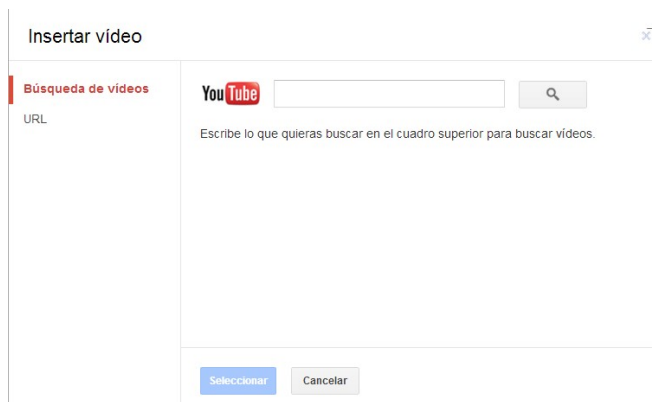 Insertar vídeo
Búsqueda de vídeos
URL
YouTube
Escribe lo que quieras buscar en el cuadro superior para buscar vídeos.
Seleccionar
Cancelar